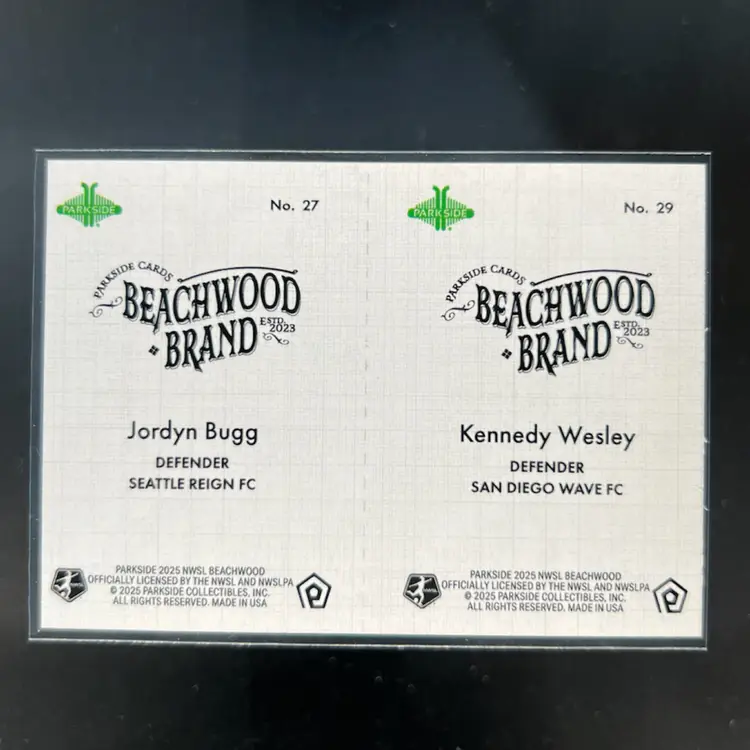 PARKSIDE
No. 27
PARKSIDE CARDS
BEACHWOOD
ESTD.
2023
BRAND
Jordyn Bugg
DEFENDER
SEATTLE REIGN FC
PARKSIDE 2025 NWSL BEACHWOOD
OFFICIALLY LICENSED BY THE NWSL AND NWSLPA
© 2025 PARKSIDE COLLECTIBLES, INC.
ALL RIGHTS RESERVED. MADE IN USA
PARKSIDE
No. 29
PARKSIDE CARDS
BEACHWOOD
ESTD.
2023
BRAND
Kennedy Wesley
DEFENDER
SAN DIEGO WAVE FC
PARKSIDE 2025 NWSL BEACHWOOD
OFFICIALLY LICENSED BY THE NWSL AND NWSLPA
© 2025 PARKSIDE COLLECTIBLES, INC.
ALL RIGHTS RESERVED. MADE IN USA